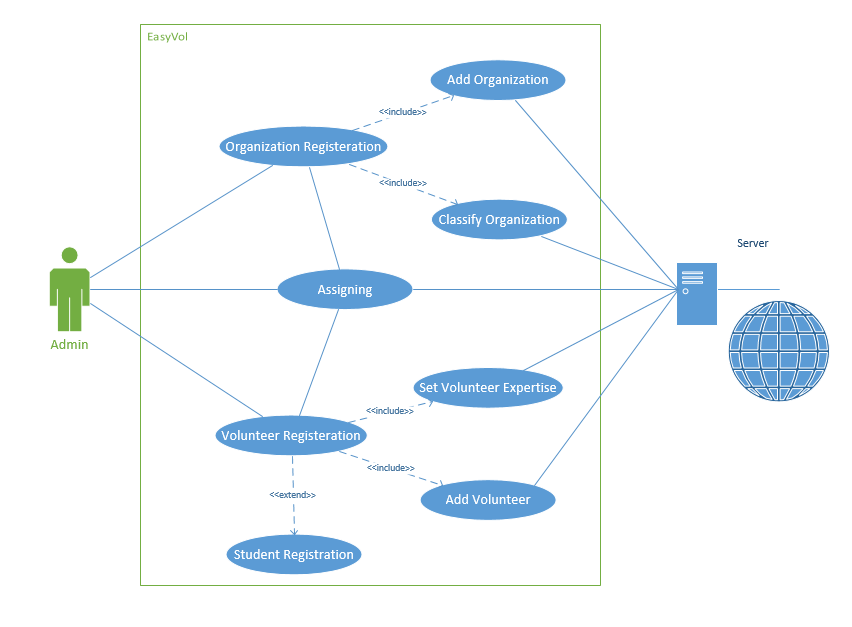 EasyVol
Add Organization
<<include>>
Organization Registeration
<<include>>
Classify Organization
Server
Assigning
Admin
Set Volunteer Expertise
<<include>>
Volunteer Registeration
<<include>>
<<extend>>
Add Volunteer
Student Registration